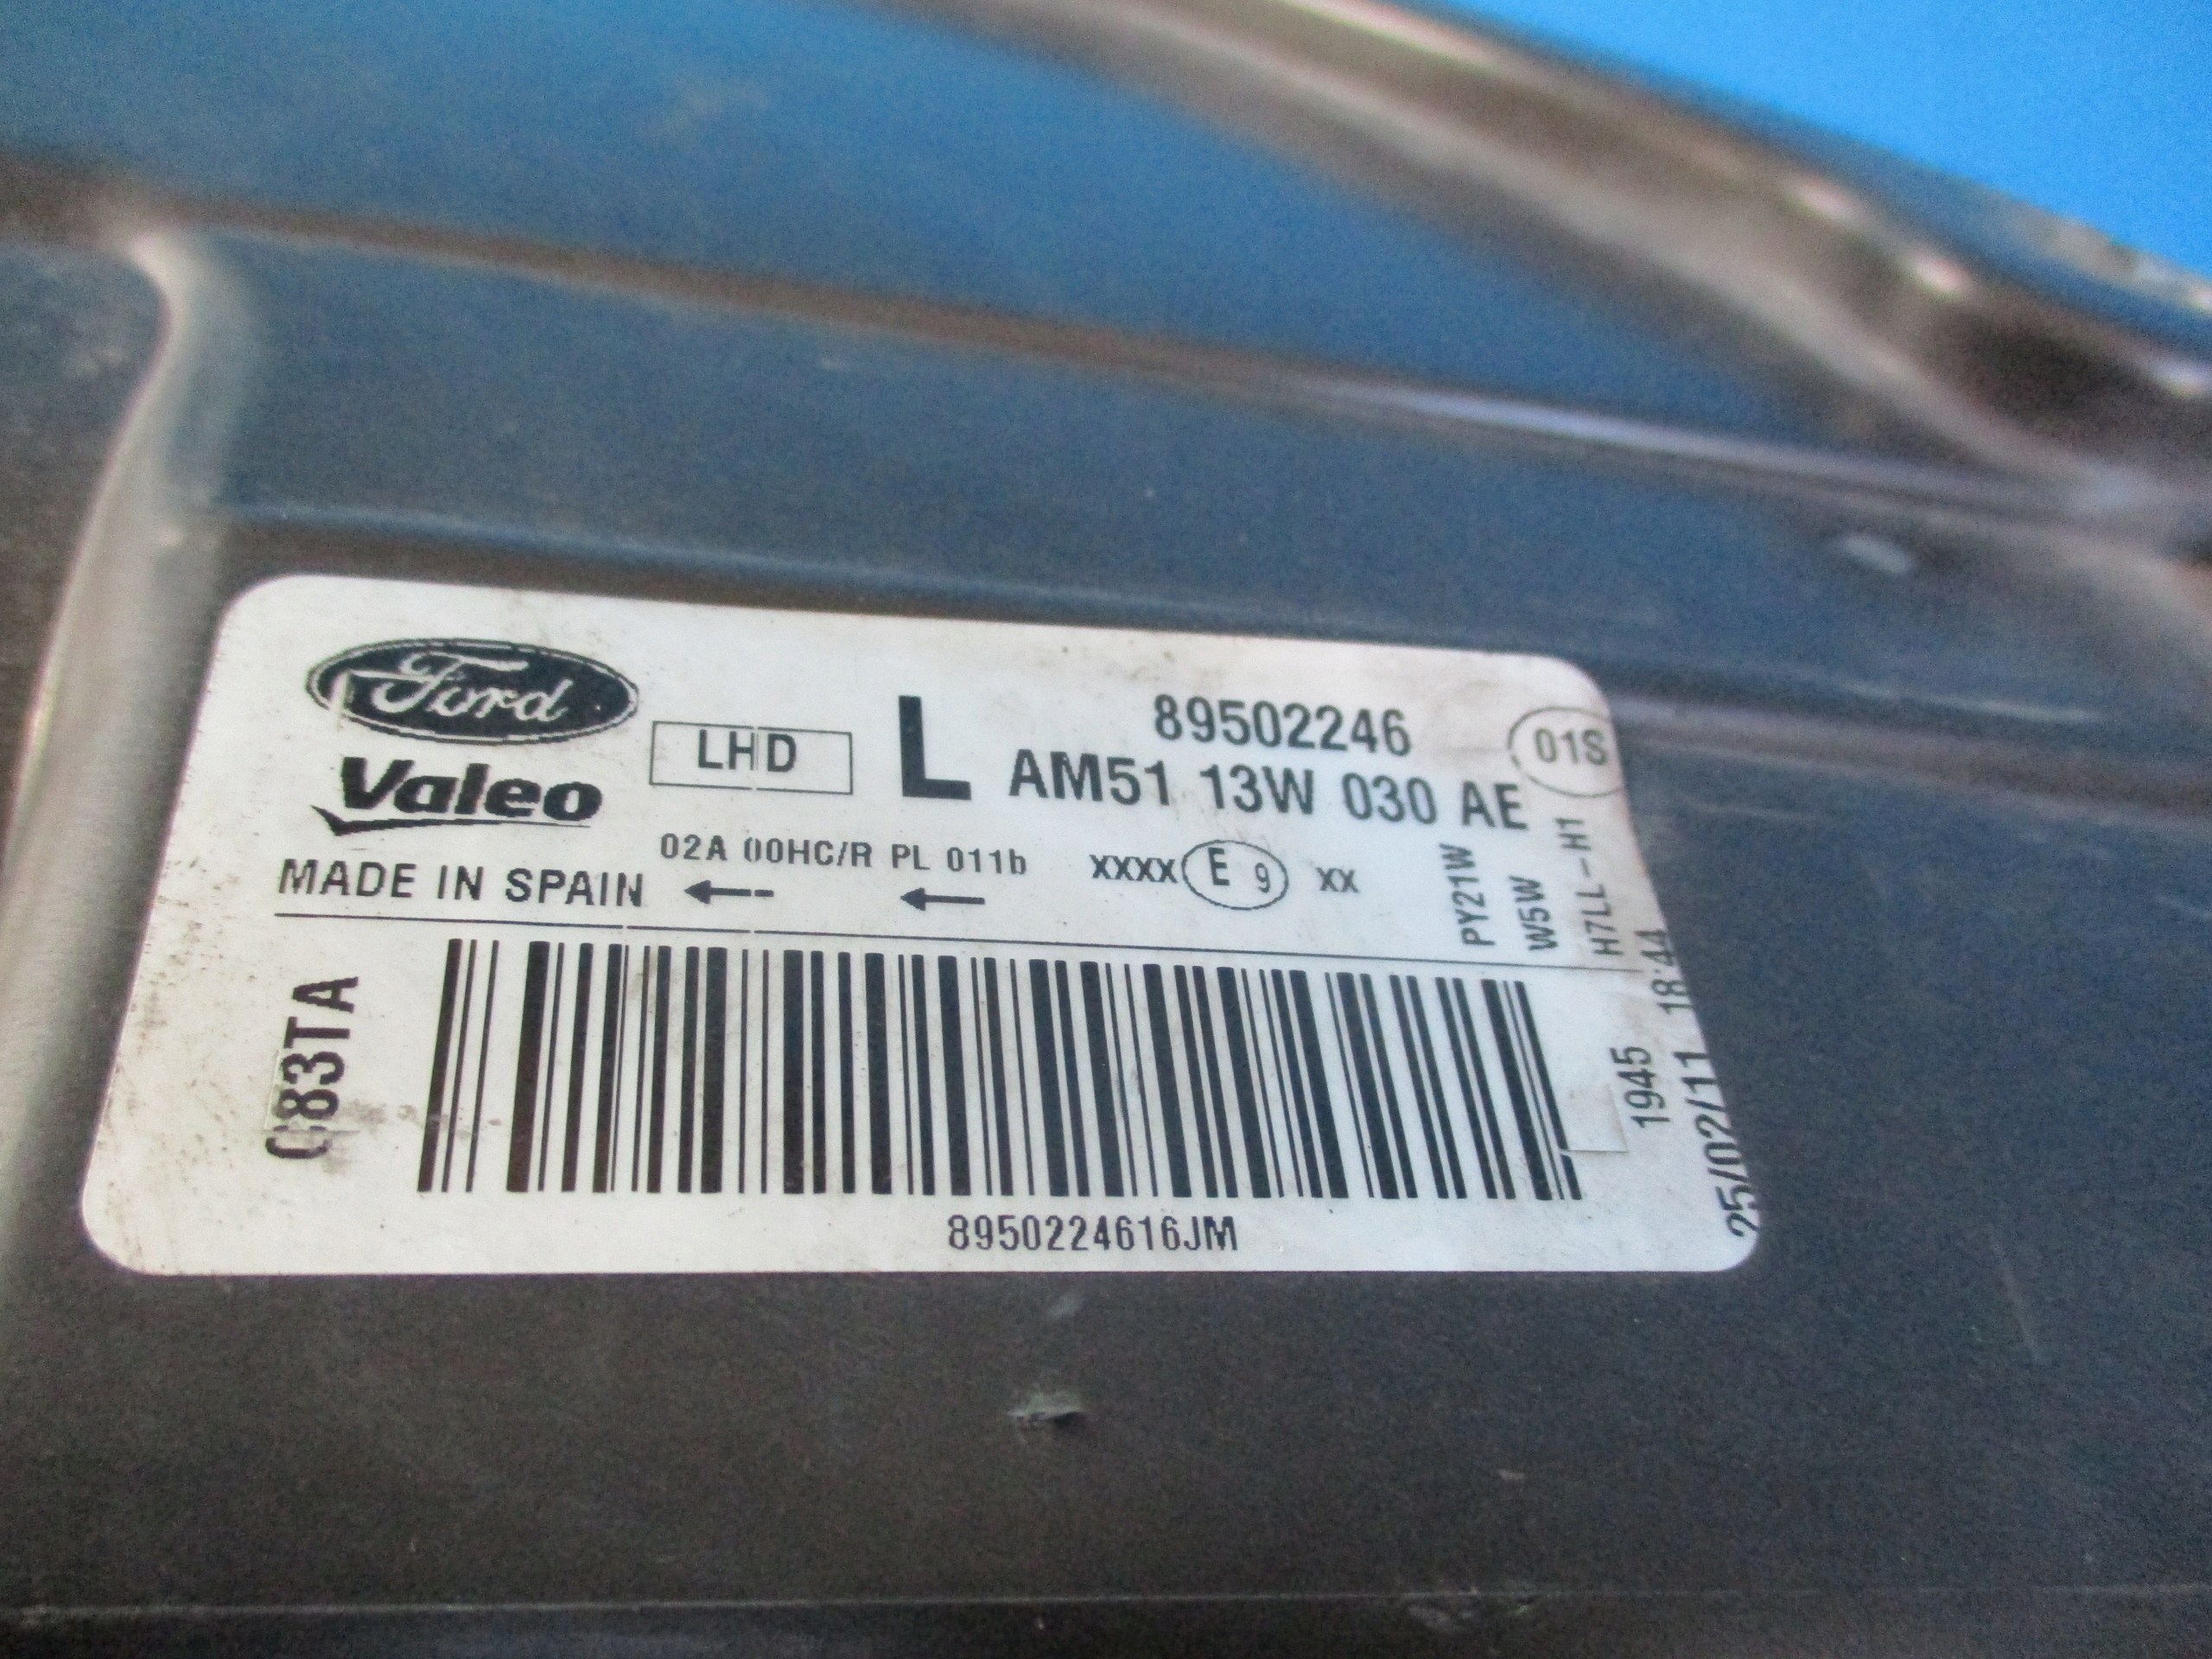 Ford
Valeo
LHD
L
89502246
AM51 13W 030 AE
01S
MADE IN SPAIN
02A 00HC/R PL 011b
XXXX E 9 XX
PY21W
W5W
H7LL-H1
083TA
1945
25/02/11 18:44
8950224616JM